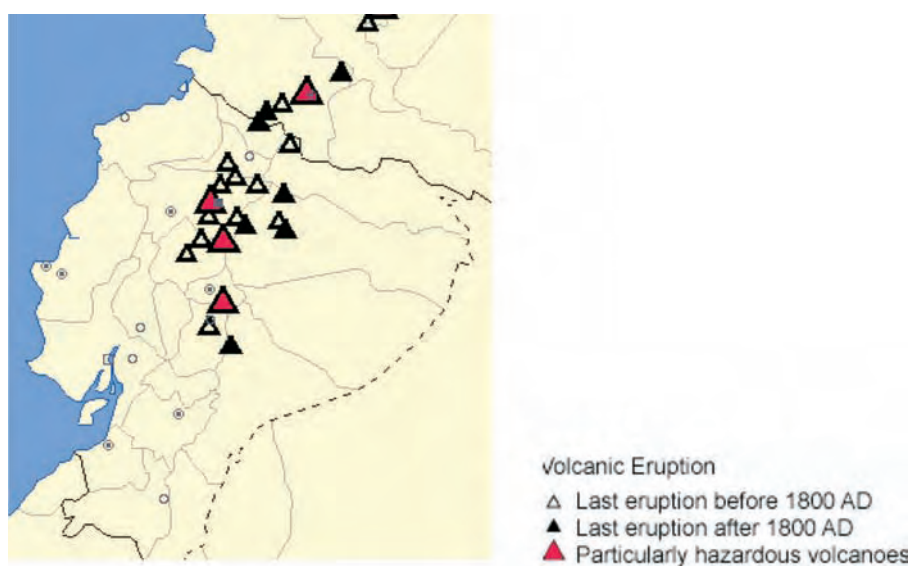 Volcanic Eruption
Last eruption before 1800 AD
Last eruption after 1800 AD
Particularly hazardous volcanoes